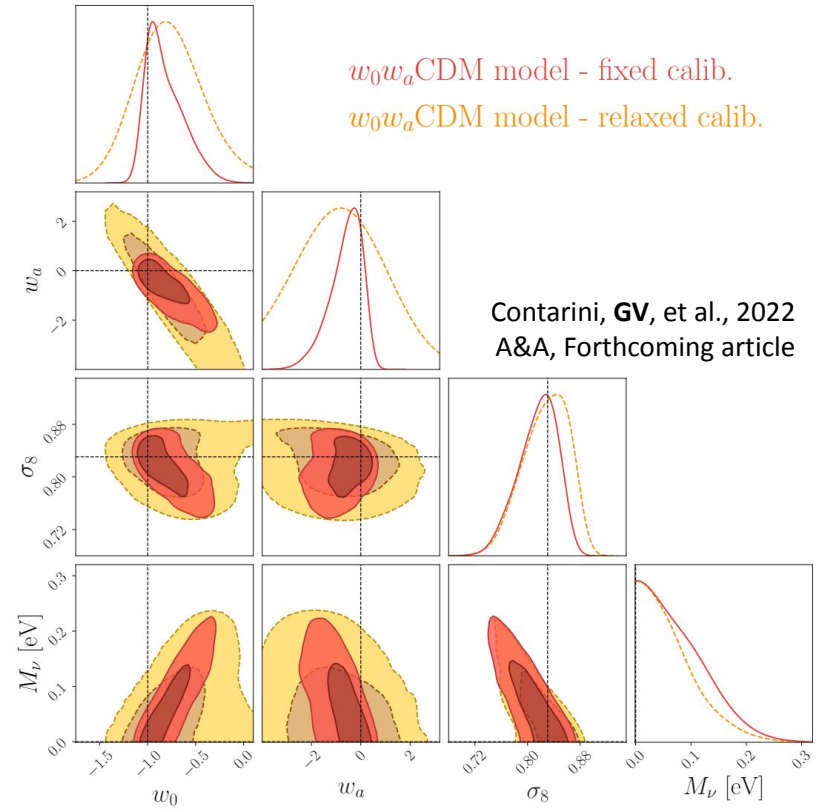 w₀wₐCDM model - fixed calib.
w₀wₐCDM model - relaxed calib.
2
0
−2
wₐ
Contarini, GV, et al., 2022
A&A, Forthcoming article
0.88
0.80
0.72
σ₈
0.3
0.2
0.1
0.0
M_ν [eV]
−1.5 −1.0 −0.5 0.0
−2 0 2
0.72 0.80 0.88
0.0 0.1 0.2 0.3
w₀ wₐ σ₈ M_ν [eV]